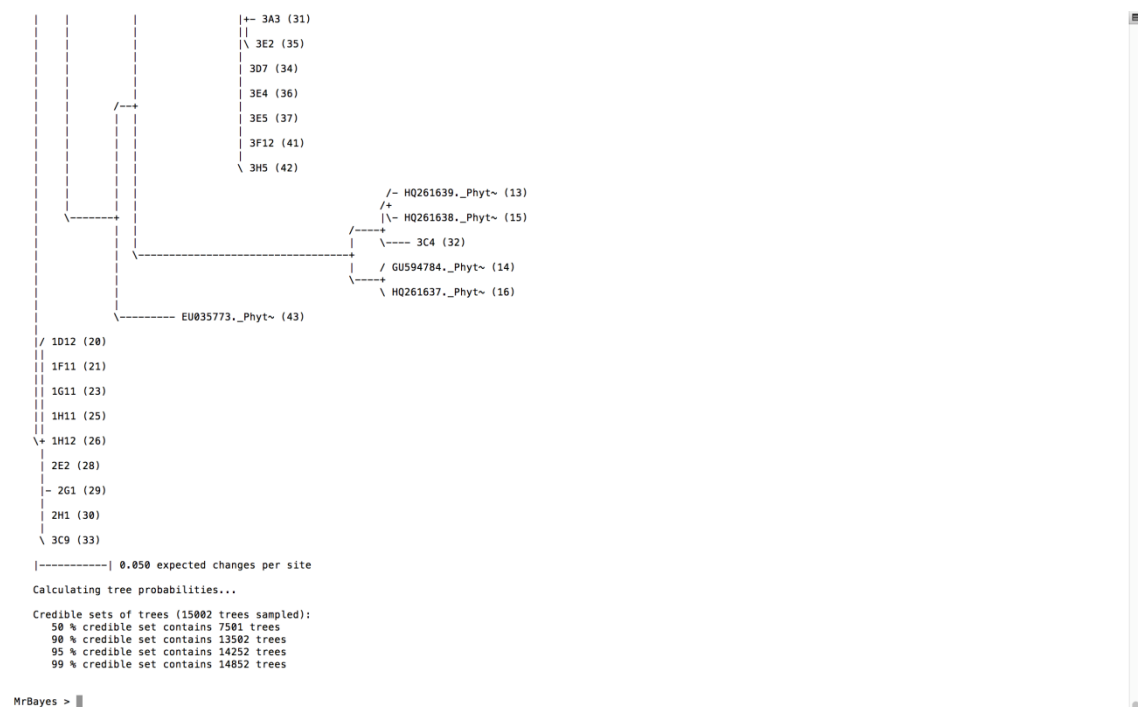 +- 3A3 (31)
\ 3E2 (35)
3D7 (34)
3E4 (36)
3E5 (37)
3F12 (41)
\ 3H5 (42)
/- HQ261639._Phyt~ (13)
\- HQ261638._Phyt~ (15)
\---- 3C4 (32)
/ GU594784._Phyt~ (14)
\ HQ261637._Phyt~ (16)
\--------- EU035773._Phyt~ (43)
/ 1D12 (20)
1F11 (21)
1G11 (23)
1H11 (25)
\+ 1H12 (26)
2E2 (28)
|- 2G1 (29)
2H1 (30)
\ 3C9 (33)
|-----------| 0.050 expected changes per site
Calculating tree probabilities...
Credible sets of trees (15002 trees sampled):
50 % credible set contains 7501 trees
90 % credible set contains 13502 trees
95 % credible set contains 14252 trees
99 % credible set contains 14852 trees
MrBayes >